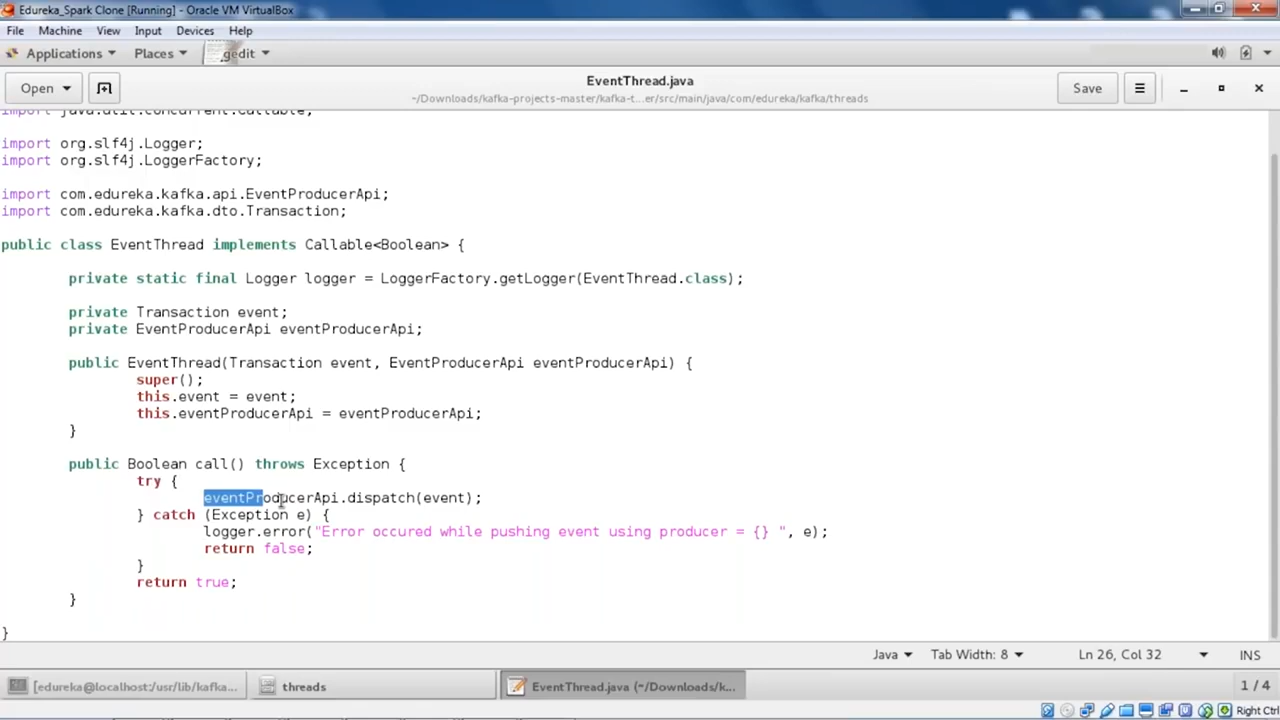 Edureka_Spark Clone [Running] - Oracle VM VirtualBox
File Machine View Input Devices Help
Applications Places gedit
Open EventThread.java Save
~/Downloads/kafka-projects-master/kafka-t...er/src/main/java/com/edureka/kafka/threads
import java.util.concurrent.Callable;
import org.slf4j.Logger;
import org.slf4j.LoggerFactory;
import com.edureka.kafka.api.EventProducerApi;
import com.edureka.kafka.dto.Transaction;
public class EventThread implements Callable<Boolean> {
private static final Logger logger = LoggerFactory.getLogger(EventThread.class);
private Transaction event;
private EventProducerApi eventProducerApi;
public EventThread(Transaction event, EventProducerApi eventProducerApi) {
super();
this.event = event;
this.eventProducerApi = eventProducerApi;
}
public Boolean call() throws Exception {
try {
eventProducerApi.dispatch(event);
} catch (Exception e) {
logger.error("Error occured while pushing event using producer = {} ", e);
return false;
}
return true;
}
}
Java Tab Width: 8 Ln 26, Col 32 INS
[edureka@localhost:/usr/lib/kafka... threads EventThread.java (~/Downloads/k... 1 / 4
Right Ctrl